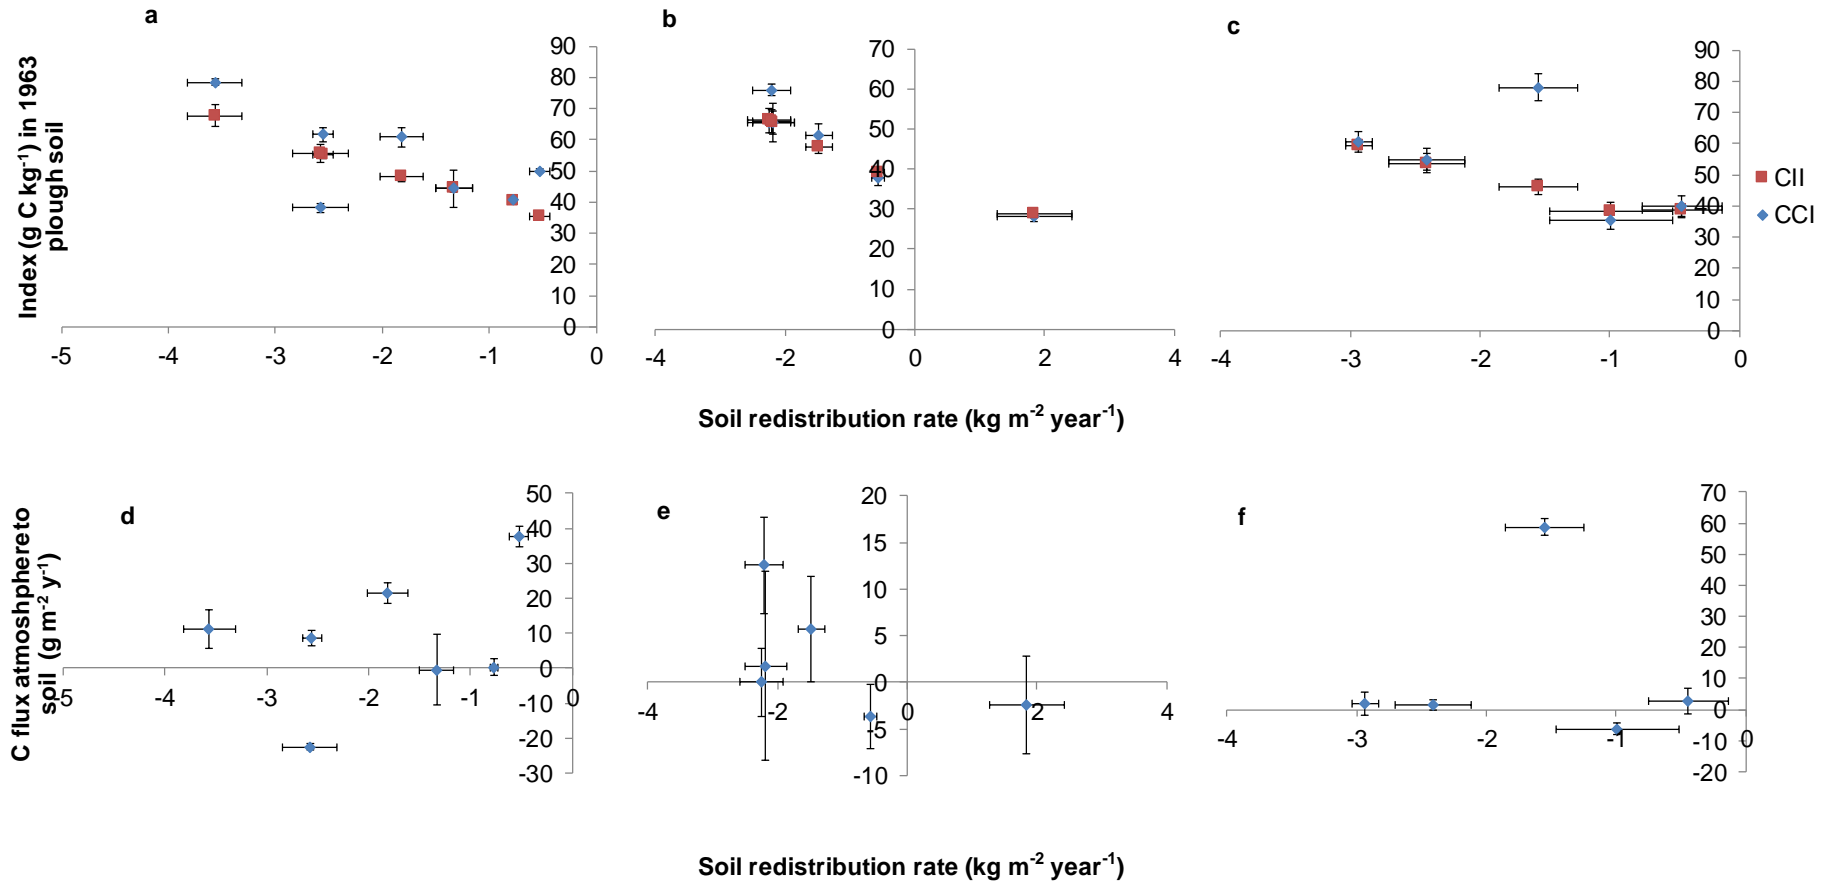 a
b
c
Index (g C kg-1) in 1963
plough soil
90
80
70
60
50
40
30
20
10
0
-5 -4 -3 -2 -1 0
70
60
50
40
30
20
10
0
-4 -2 0 2 4
90
80
70
60
50
40
30
20
10
0
-4 -3 -2 -1 0
CII
CCI
Soil redistribution rate (kg m-2 year-1)
d
e
f
C flux atmoshphereto
soil (g m-2 y-1)
50
40
30
20
10
0
-10
-20
-30
-5 -4 -3 -2 -1 0
20
15
10
5
0
-5
-10
-4 -2 0 2 4
70
60
50
40
30
20
10
0
-10
-20
-4 -3 -2 -1 0
Soil redistribution rate (kg m-2 year-1)